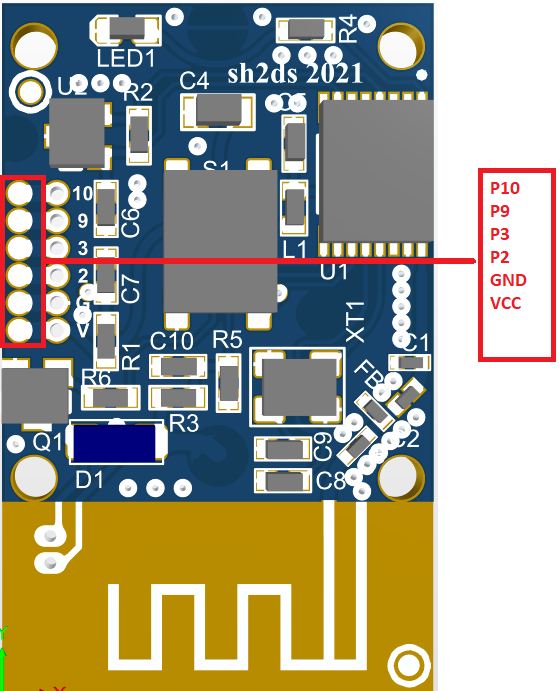 LED1
R4
sh2ds 2021
U2
R2
C4
S1
10
9
3
2
G
V
C6
C7
L1
U1
P10
P9
P3
P2
GND
VCC
XT1
R1
C10
R5
C1
FB
R6
R3
Q1
D1
C9
C2
C8
Y
X